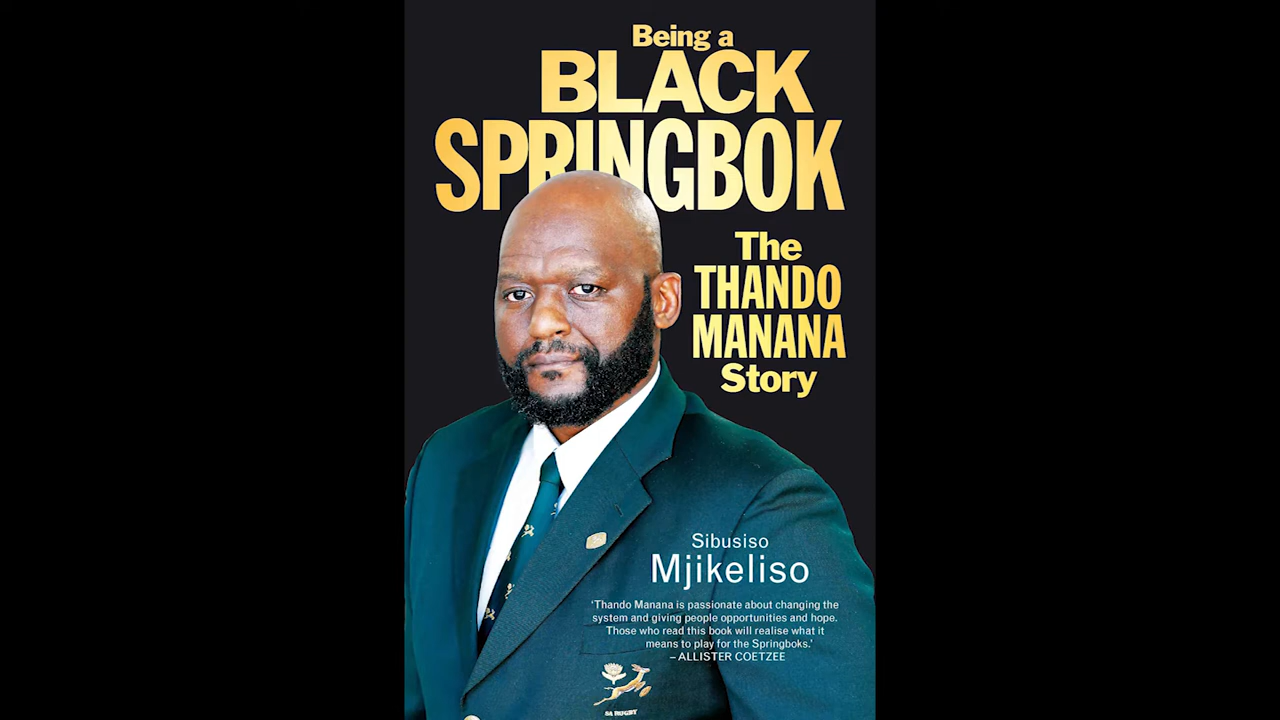 Being a
BLACK
SPRINGBOK
The
THANDO
MANANA
Story
Sibusiso
Mjikeliso
‘Thando Manana is passionate about changing the
system and giving people opportunities and hope.
Those who read this book will realise what it
means to play for the Springboks.’
– ALLISTER COETZEE
SA RUGBY